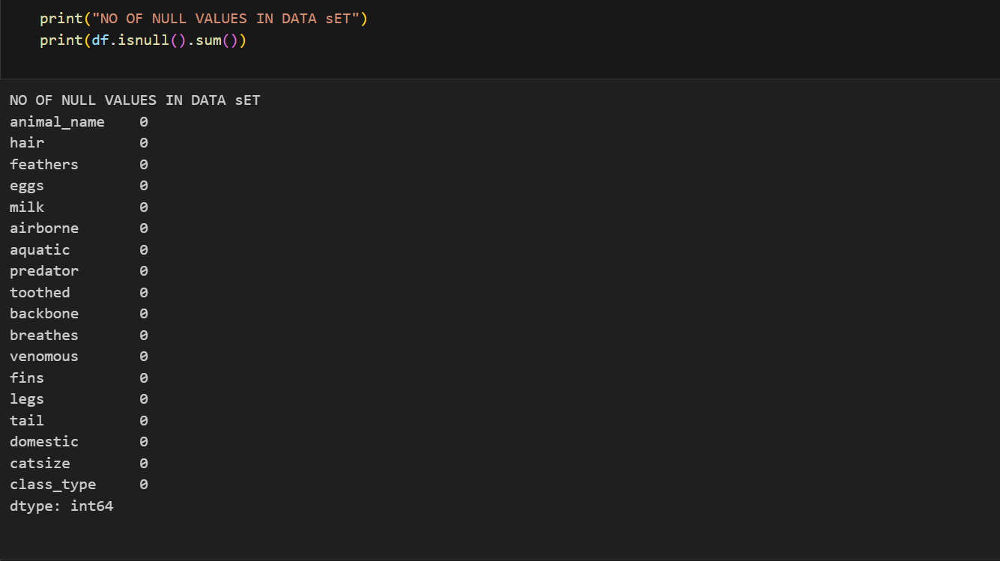 print("NO OF NULL VALUES IN DATA sET")
print(df.isnull().sum())
NO OF NULL VALUES IN DATA sET
animal_name    0
hair           0
feathers       0
eggs           0
milk           0
airborne       0
aquatic        0
predator       0
toothed        0
backbone       0
breathes       0
venomous       0
fins           0
legs           0
tail           0
domestic       0
catsize        0
class_type     0
dtype: int64